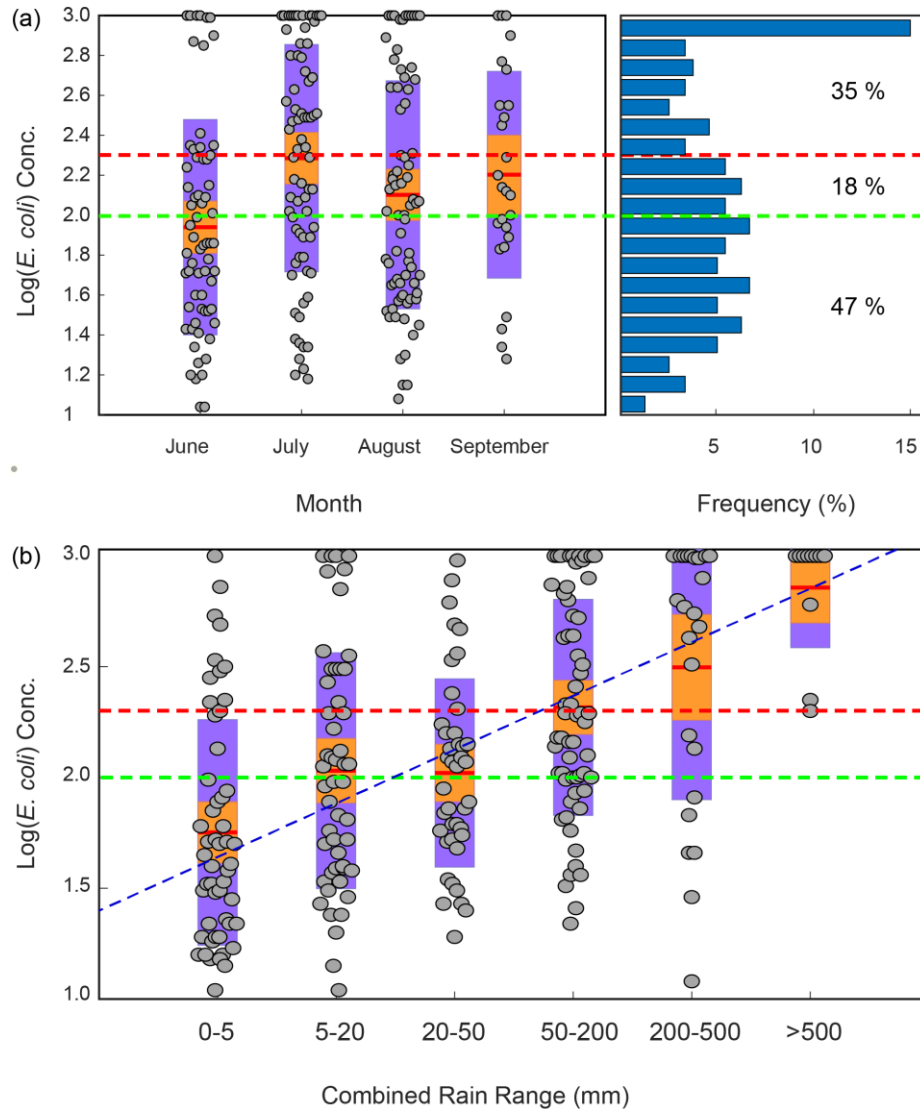 (a)
Log(E. coli) Conc.
3.0
2.8
2.6
2.4
2.2
2.0
1.8
1.6
1.4
1.2
1
June July August September
Month
35 %
18 %
47 %
5 10 15
Frequency (%)
(b)
Log(E. coli) Conc.
3.0
2.5
2.0
1.5
1.0
0-5 5-20 20-50 50-200 200-500 >500
Combined Rain Range (mm)